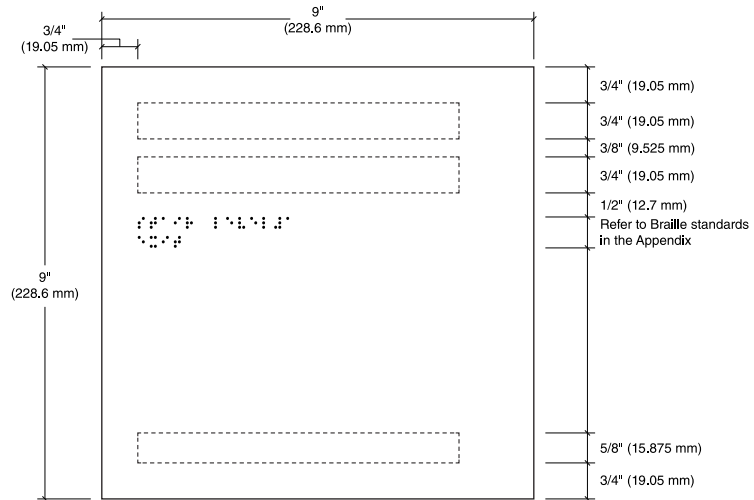 9"
(228.6 mm)
3/4"
(19.05 mm)
3/4" (19.05 mm)
3/4" (19.05 mm)
3/8" (9.525 mm)
3/4" (19.05 mm)
1/2" (12.7 mm)
Refer to Braille standards
in the Appendix
9"
(228.6 mm)
5/8" (15.875 mm)
3/4" (19.05 mm)